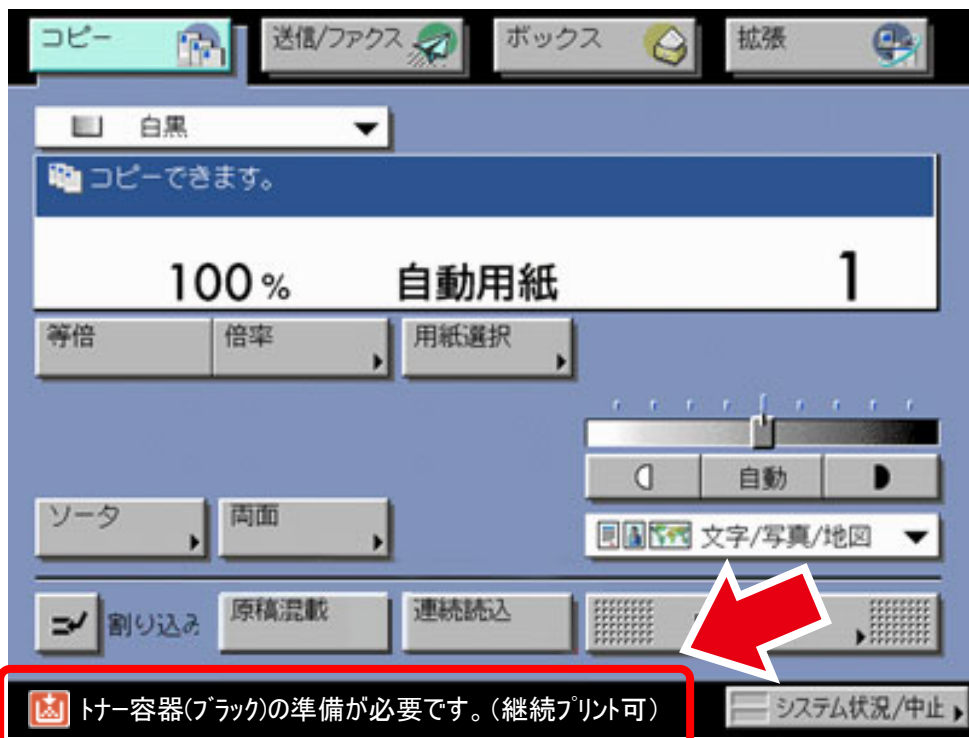 コピー 送信/ファクス ボックス 拡張
白黒
コピーできます。
100% 自動用紙 1
等倍 倍率 用紙選択
自動
ソータ 両面
文字/写真/地図
割り込み 原稿混載 連続読込
トナー容器(ブラック)の準備が必要です。(継続プリント可)
システム状況/中止